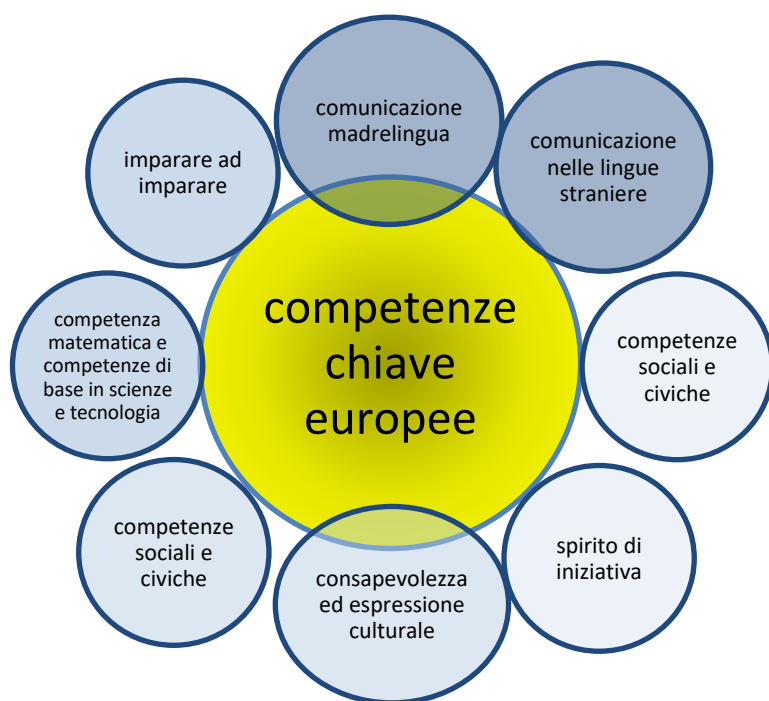 comunicazione
madrelingua
comunicazione
nelle lingue
straniere
imparare ad
imparare
competenze
chiave
europee
competenza
matematica e
competenze di
base in scienze
e tecnologia
competenze
sociali e
civiche
competenze
sociali e
civiche
spirito di
iniziativa
consapevolezza
ed espressione
culturale